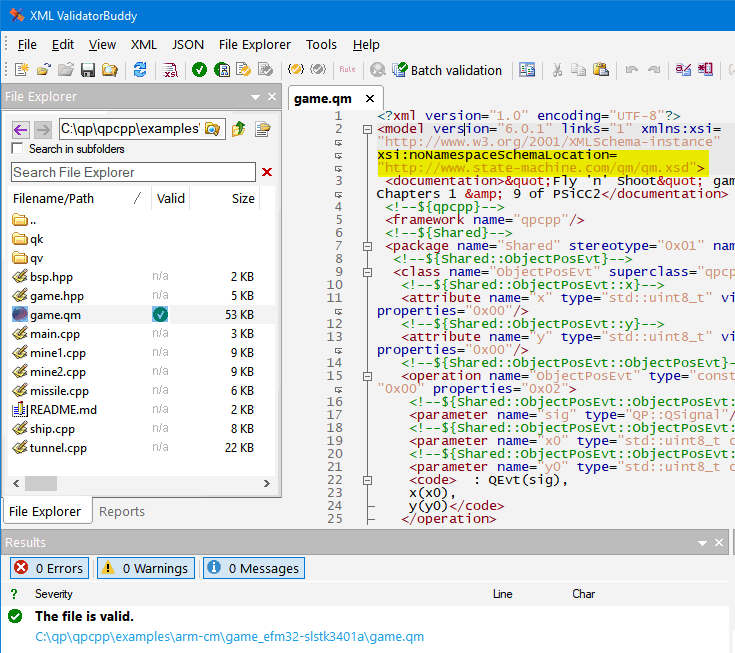 XML ValidatorBuddy
File Edit View XML JSON File Explorer Tools Help
XSL Rule Batch validation
File Explorer
C:\qp\qpcpp\examples\
Search in subfolders
Search File Explorer
Filename/Path Valid Size
..
qk
qv
bsp.hpp n/a 2 KB
game.hpp n/a 5 KB
game.qm 53 KB
main.cpp n/a 3 KB
mine1.cpp n/a 9 KB
mine2.cpp n/a 9 KB
missile.cpp n/a 6 KB
README.md n/a 2 KB
ship.cpp n/a 8 KB
tunnel.cpp n/a 22 KB
File Explorer Reports
game.qm
1 <?xml version="1.0" encoding="UTF-8"?>
2 <model version="6.0.1" links="1" xmlns:xsi=
"http://www.w3.org/2001/XMLSchema-instance"
xsi:noNamespaceSchemaLocation=
"http://www.state-machine.com/qm/qm.xsd">
3 <documentation>&quot;Fly 'n' Shoot&quot; gam
Chapters 1 &amp; 9 of PSiCC2</documentation>
4 <!--${qpcpp}-->
5 <framework name="qpcpp"/>
6 <!--${Shared}-->
7 <package name="Shared" stereotype="0x01" nam
8 <!--${Shared::ObjectPosEvt}-->
9 <class name="ObjectPosEvt" superclass="qpcp
10 <!--${Shared::ObjectPosEvt::x}-->
11 <attribute name="x" type="std::uint8_t" vi
properties="0x00"/>
12 <!--${Shared::ObjectPosEvt::y}-->
13 <attribute name="y" type="std::uint8_t" vi
properties="0x00"/>
14 <!--${Shared::ObjectPosEvt::ObjectPosEvt}-
15 <operation name="ObjectPosEvt" type="const
"0x00" properties="0x02">
16 <!--${Shared::ObjectPosEvt::ObjectPosEvt:
17 <parameter name="sig" type="QP::QSignal"/
18 <!--${Shared::ObjectPosEvt::ObjectPosEvt:
19 <parameter name="x0" type="std::uint8_t c
20 <!--${Shared::ObjectPosEvt::ObjectPosEvt:
21 <parameter name="y0" type="std::uint8_t c
22 <code> : QEvt(sig),
23 x(x0),
24 y(y0)</code>
25 </operation>
Results
0 Errors 0 Warnings 0 Messages
? Severity Line Char
The file is valid.
C:\qp\qpcpp\examples\arm-cm\game_efm32-slstk3401a\game.qm